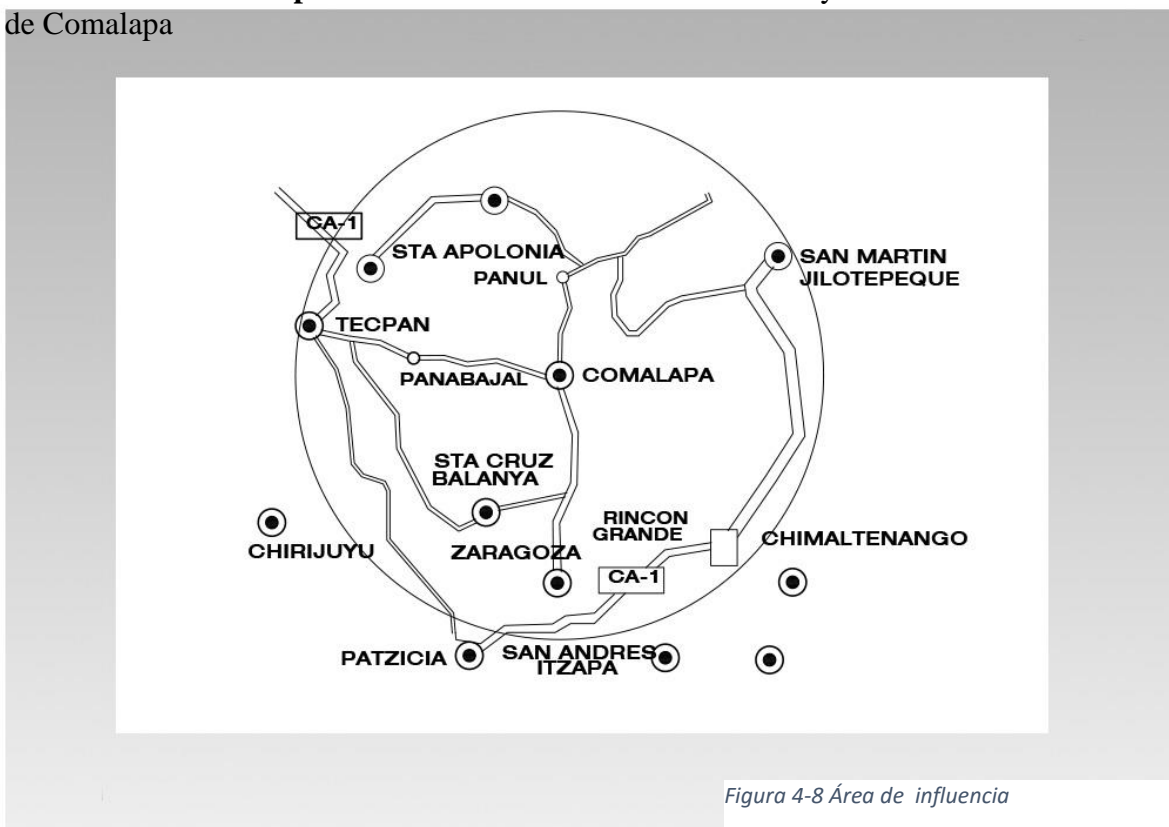 de Comalapa
CA-1
STA APOLONIA
PANUL
SAN MARTIN
JILOTEPEQUE
TECPAN
PANABAJAL
COMALAPA
STA CRUZ
BALANYA
RINCON
GRANDE
CHIRIJUYU
ZARAGOZA
CHIMALTENANGO
CA-1
PATZICIA
SAN ANDRES
ITZAPA
Figura 4-8 Área de influencia